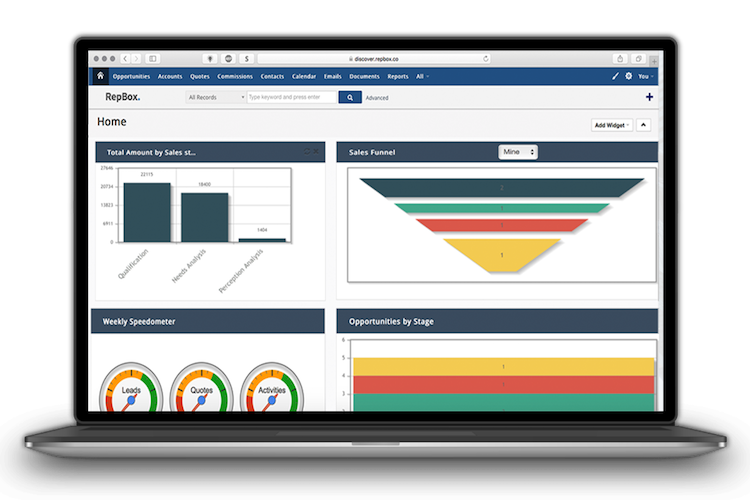 discover.repbox.co
Opportunities Accounts Quotes Commissions Contacts Calendar Emails Documents Reports All You
RepBox.
All Records Type keyword and press enter Advanced
Home
Add Widget
Total Amount by Sales st...
27646
20734
13823
6911
0
22115
18400
1404
Qualification
Needs Analysis
Perception Analysis
Sales Funnel
Mine
2
1
1
1
Weekly Speedometer
Leads
Quotes
Activities
Opportunities by Stage
6
5
4
3
2
1